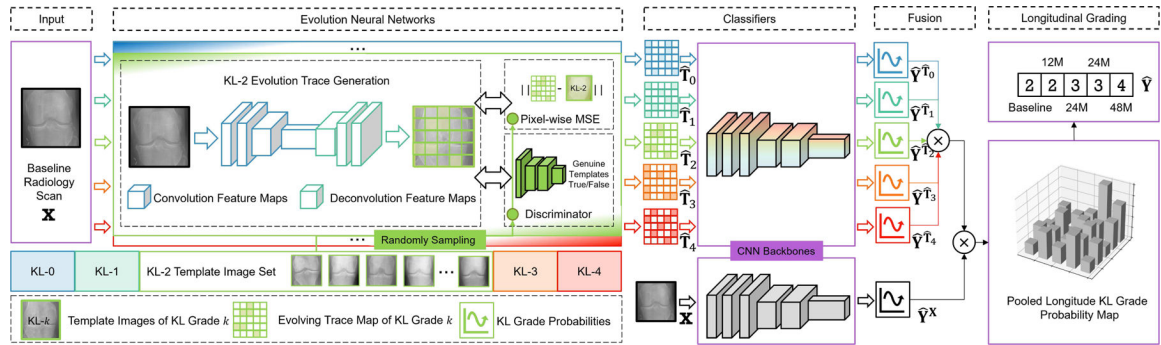 Input
Evolution Neural Networks
Classifiers
Fusion
Longitudinal Grading
Baseline
Radiology
Scan
X
...
KL-2 Evolution Trace Generation
Convolution Feature Maps
Deconvolution Feature Maps
|| - KL-2 ||
Pixel-wise MSE
Genuine
Templates
True/False
Discriminator
...
Randomly Sampling
KL-0
KL-1
KL-2 Template Image Set
...
KL-3
KL-4
KL-k
Template Images of KL Grade k
Evolving Trace Map of KL Grade k
KL Grade Probabilities
T̂₀
T̂₁
T̂₂
T̂₃
T̂₄
CNN Backbones
X
Ŷ^T̂₀
Ŷ^T̂₁
Ŷ^T̂₂
Ŷ^T̂₃
Ŷ^T̂₄
Ŷ^X
12M 24M
2 2 3 3 4 Ŷ
Baseline 24M 48M
Pooled Longitude KL Grade
Probability Map